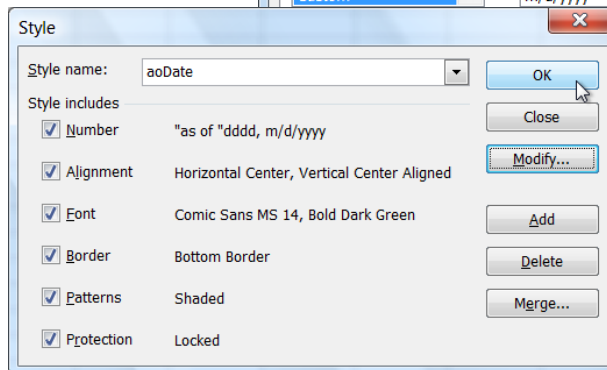 Style
Style name: aoDate
OK
Style includes
Close
Number "as of "dddd, m/d/yyyy
Modify...
Alignment Horizontal Center, Vertical Center Aligned
Font Comic Sans MS 14, Bold Dark Green
Add
Border Bottom Border
Delete
Patterns Shaded
Merge...
Protection Locked